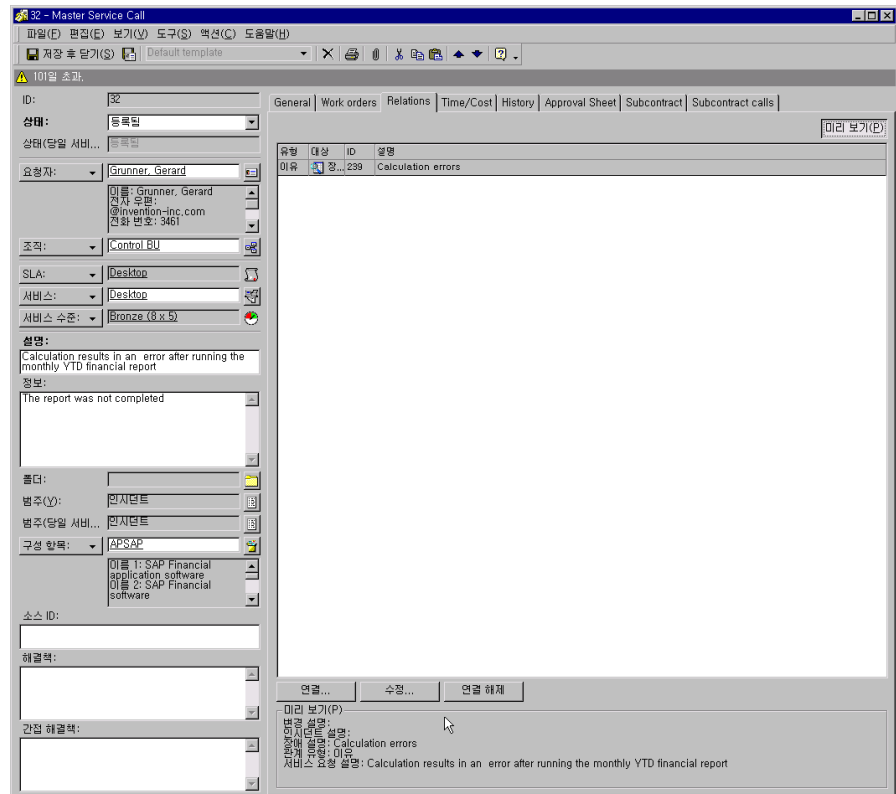 32 - Master Service Call
파일(F) 편집(E) 보기(V) 도구(S) 액션(C) 도움말(H)
저장 후 닫기(S) Default template
101일 초과.
ID: 32
상태: 등록됨
상태(당일 서비... 등록됨
요청자: Grunner, Gerard
이름: Grunner, Gerard
전자 우편:
@invention-inc.com
전화 번호: 3461
조직: Control BU
SLA: Desktop
서비스: Desktop
서비스 수준: Bronze (8 x 5)
설명:
Calculation results in an error after running the
monthly YTD financial report
정보:
The report was not completed
폴더:
범주(Y): 인시던트
범주(당일 서비... 인시던트
구성 항목: APSAP
이름 1: SAP Financial
application software
이름 2: SAP Financial
software
소스 ID:
해결책:
간접 해결책:
General Work orders Relations Time/Cost History Approval Sheet Subcontract Subcontract calls
미리 보기(P)
유형 대상 ID 설명
이유 장... 239 Calculation errors
연결... 수정... 연결 해제
미리 보기(P)
변경 설명:
인시던트 설명:
장애 설명: Calculation errors
관계 유형: 이유
서비스 요청 설명: Calculation results in an error after running the monthly YTD financial report